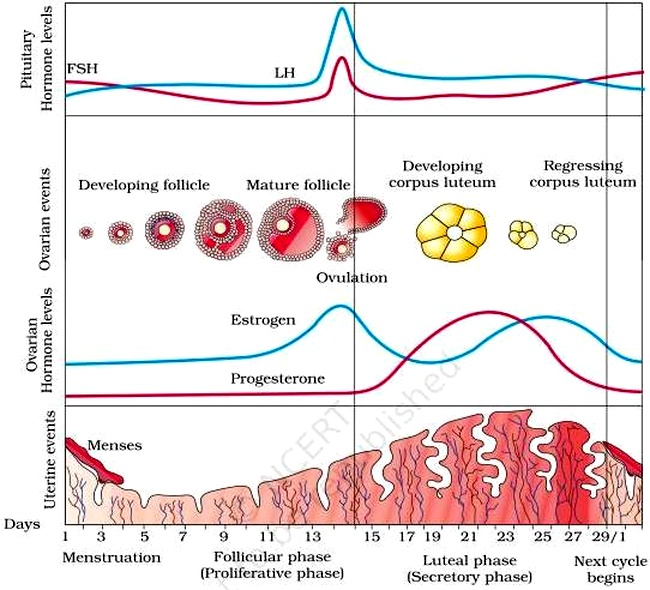 Pituitary
Hormone levels
FSH
LH
Ovarian events
Developing follicle
Mature follicle
Developing
corpus luteum
Regressing
corpus luteum
Ovulation
Ovarian
Hormone levels
Estrogen
Progesterone
Uterine events
Menses
Days
1 3 5 7 9 11 13 15 17 19 21 23 25 27 29/1
Menstruation
Follicular phase
(Proliferative phase)
Luteal phase
(Secretory phase)
Next cycle
begins
NCERT
published